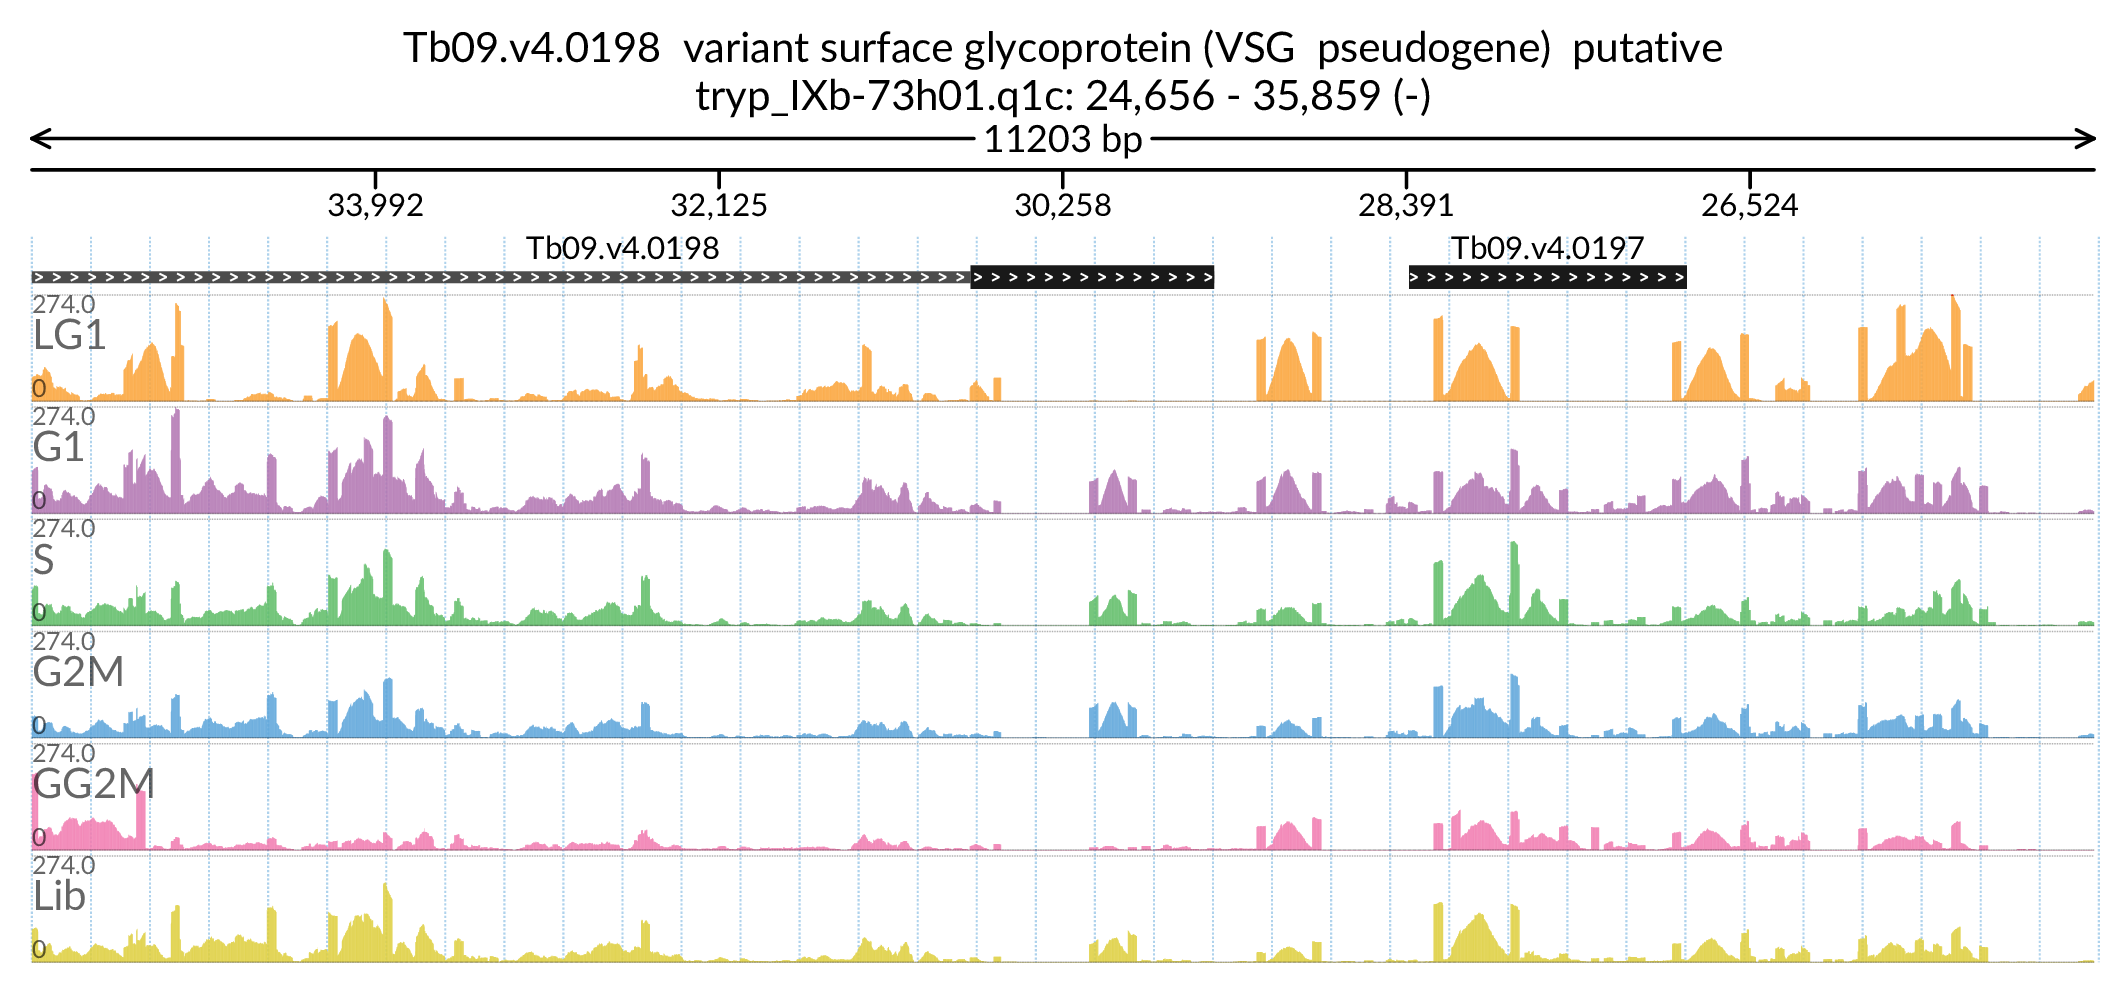 Tb09.v4.0198  variant surface glycoprotein (VSG  pseudogene)  putative
tryp_IXb-73h01.q1c: 24,656 - 35,859 (-)
11203 bp
33,992 32,125 30,258 28,391 26,524
Tb09.v4.0198 Tb09.v4.0197
274.0
LG1
0
274.0
G1
0
274.0
S
0
274.0
G2M
0
274.0
GG2M
0
274.0
Lib
0